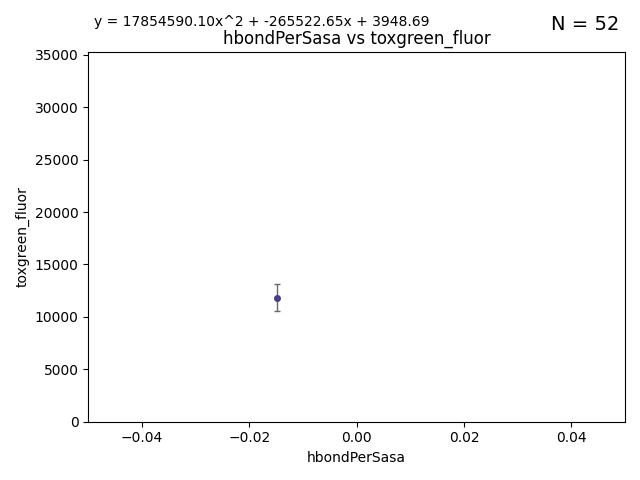 y = 17854590.10x^2 + -265522.65x + 3948.69
N = 52
hbondPerSasa vs toxgreen_fluor
35000
30000
25000
20000
15000
10000
5000
0
toxgreen_fluor
−0.04
−0.02
0.00
0.02
0.04
hbondPerSasa